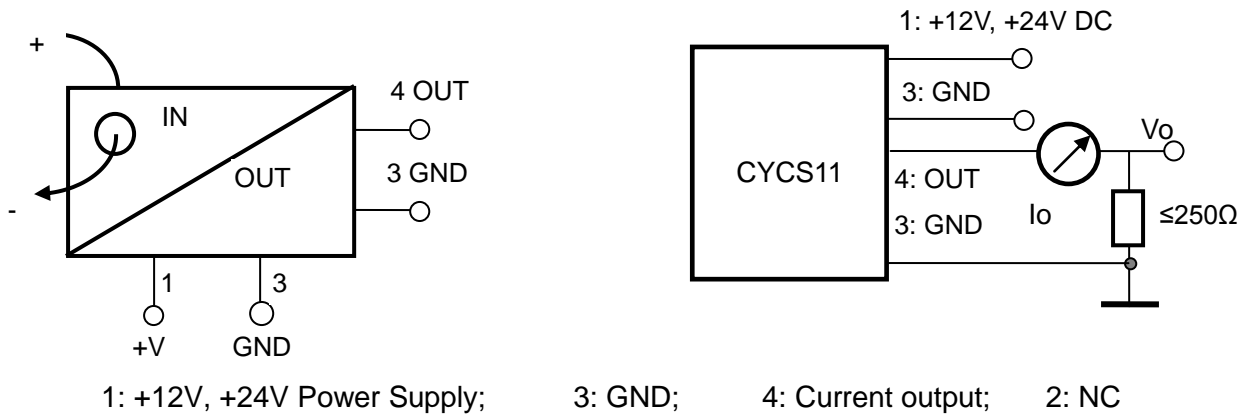 +
IN
OUT
-
4 OUT
3 GND
1
3
+V
GND
1: +12V, +24V DC
3: GND
CYCS11
4: OUT
3: GND
Io
Vo
≤250Ω
1: +12V, +24V Power Supply; 3: GND; 4: Current output; 2: NC